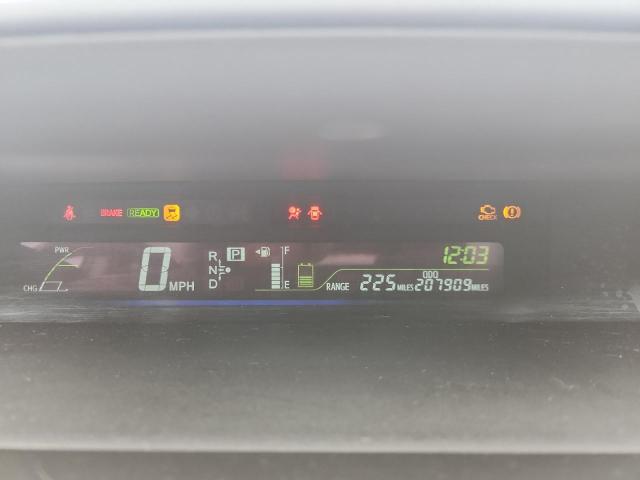 BRAKE READY CHECK
PWR
CHG
0 MPH
R P
N
D
F
E
12:03
ODO
RANGE 225 MILES 207909 MILES